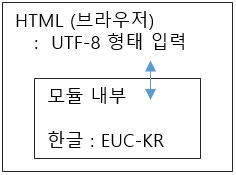 HTML (브라우저)
: UTF-8 형태 입력
모듈 내부
한글 : EUC-KR